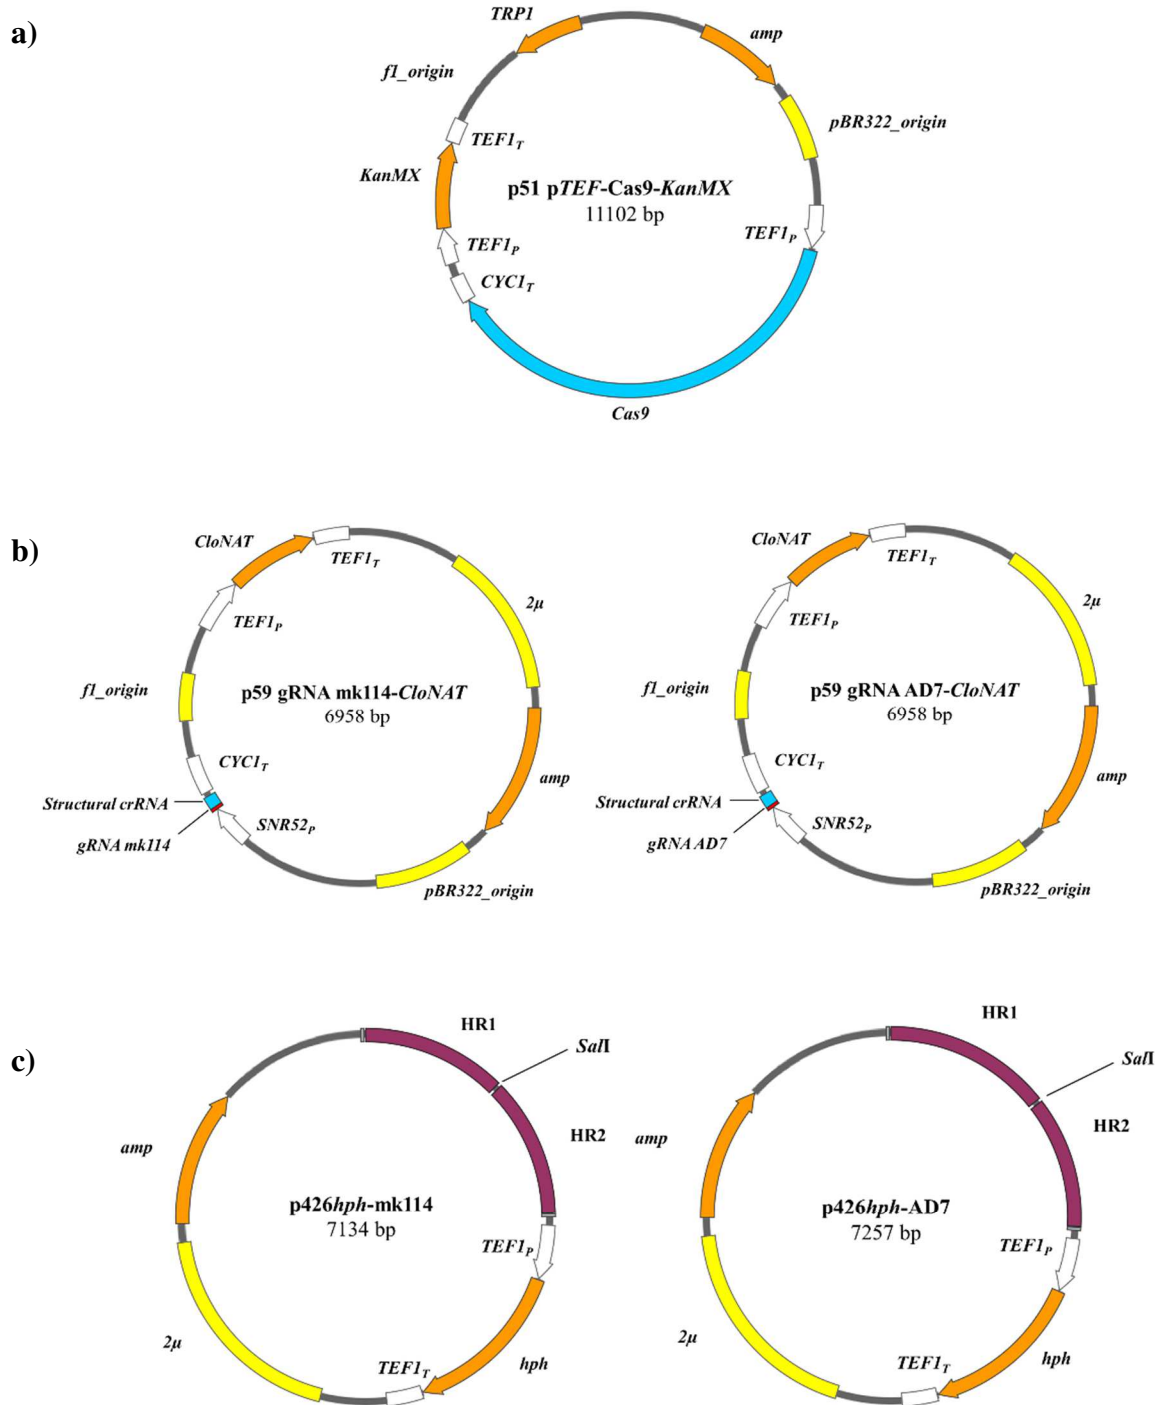 a)
TRP1
amp
f1_origin
pBR322_origin
TEF1T
KanMX
p51 pTEF-Cas9-KanMX
11102 bp
TEF1P
TEF1P
CYC1T
Cas9
b)
CloNAT
TEF1T
2μ
TEF1P
f1_origin
p59 gRNA mk114-CloNAT
6958 bp
CYC1T
amp
Structural crRNA
SNR52P
gRNA mk114
pBR322_origin
CloNAT
TEF1T
2μ
TEF1P
f1_origin
p59 gRNA AD7-CloNAT
6958 bp
CYC1T
amp
Structural crRNA
SNR52P
gRNA AD7
pBR322_origin
c)
HR1
SalI
HR2
amp
p426hph-mk114
7134 bp
TEF1P
2μ
TEF1T
hph
HR1
SalI
HR2
amp
p426hph-AD7
7257 bp
TEF1P
2μ
TEF1T
hph